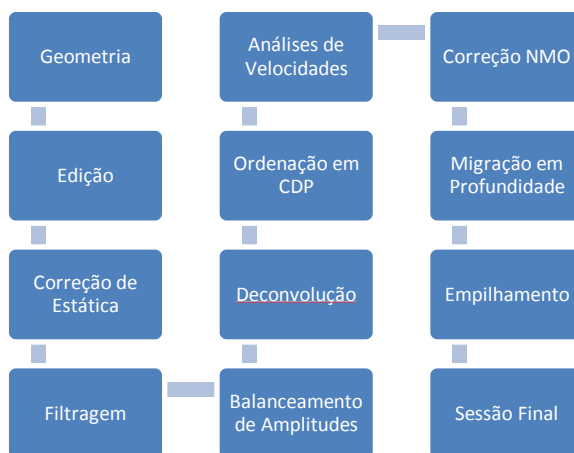 Geometria
Edição
Correção de
Estática
Filtragem
Balanceamento
de Amplitudes
Deconvolução
Ordenação em
CDP
Análises de
Velocidades
Correção NMO
Migração em
Profundidade
Empilhamento
Sessão Final